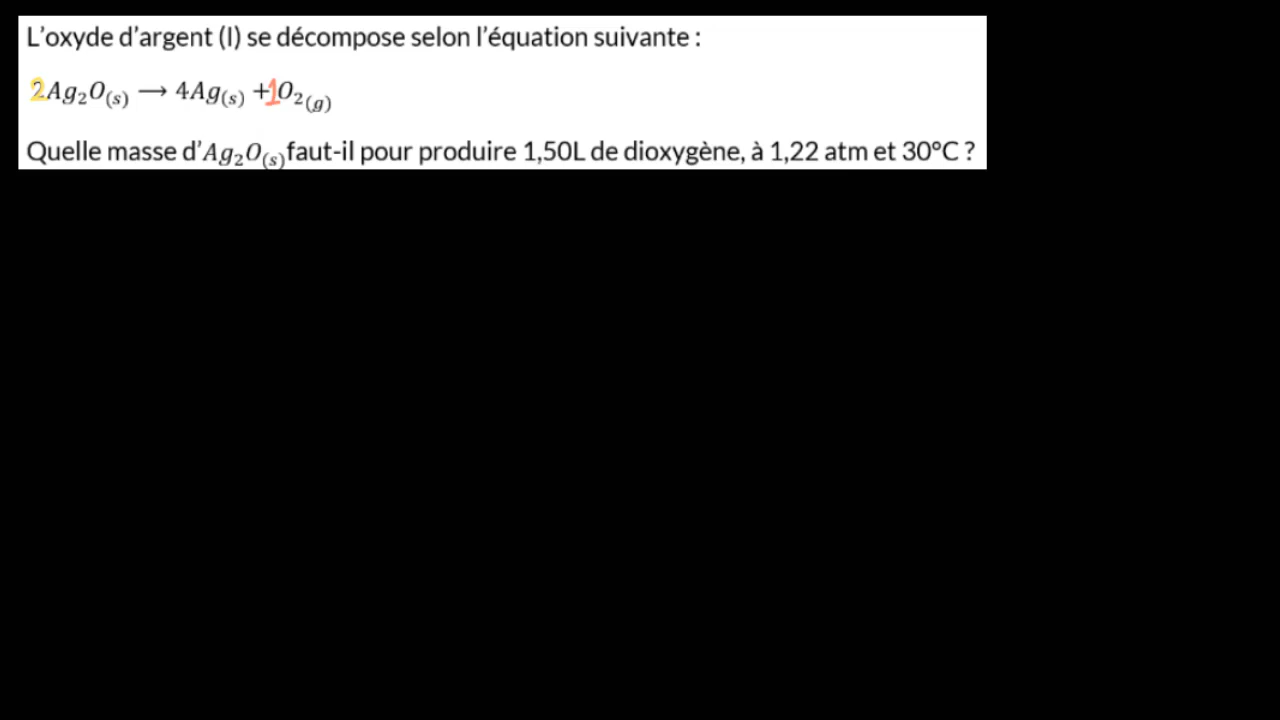 L'oxyde d'argent (I) se décompose selon l'équation suivante :
2Ag₂O(s) ⟶ 4Ag(s) +1O₂(g)
Quelle masse d'Ag₂O(s)faut-il pour produire 1,50L de dioxygène, à 1,22 atm et 30°C ?